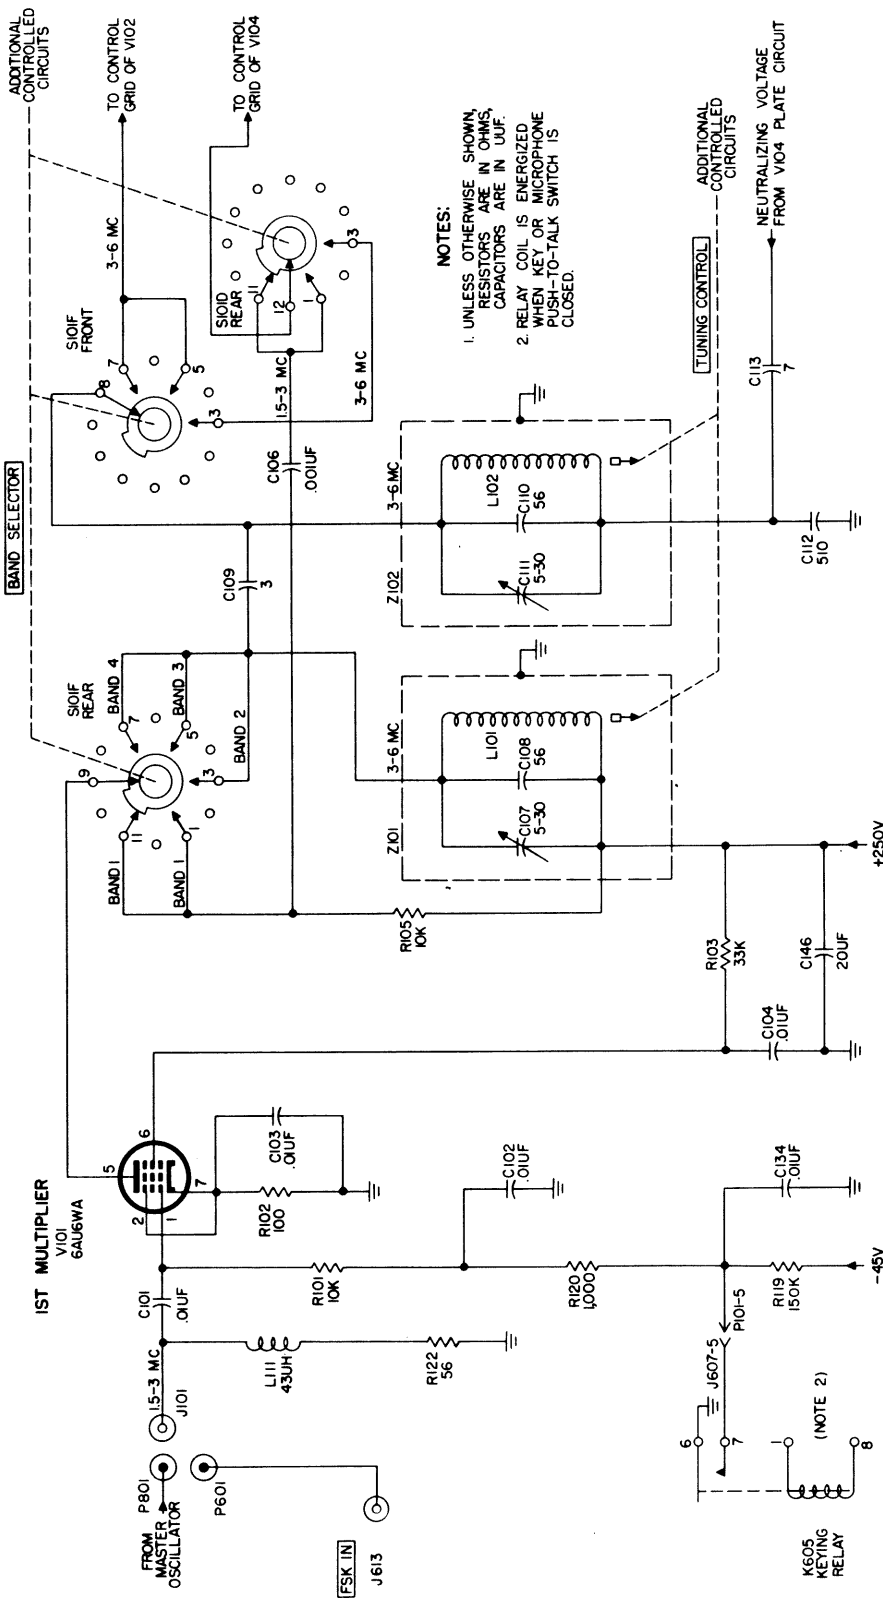 1ST MULTIPLIER
V101
6AU6WA
5
6
2
1
7
FROM
MASTER
OSCILLATOR
P801
P601
1.5-3 MC
J101
FSK IN
J613
C101
.01UF
L111
43UH
R122
56
R101
10K
R102
100
C103
.01UF
C102
.01UF
R120
1,000
C134
.01UF
R119
150K
-45V
P101-5
J607-5
6
7
1
8
(NOTE 2)
K605
KEYING
RELAY
R103
33K
C104
.01UF
C146
20UF
+250V
R105
10K
BAND SELECTOR
S101F
REAR
9
11
1
7
5
3
BAND 1
BAND 1
BAND 4
BAND 3
BAND 2
C109
3
C106
.001UF
1.5-3 MC
3-6 MC
Z101
3-6 MC
C107
5-30
C108
56
L101
Z102
3-6 MC
C111
5-30
C110
56
L102
C112
510
C113
7
S101F
FRONT
8
7
5
3
3-6 MC
S101D
REAR
11
12
1
3
ADDITIONAL
CONTROLLED
CIRCUITS
TO CONTROL
GRID OF V102
TO CONTROL
GRID OF V104
NOTES:
1. UNLESS OTHERWISE SHOWN,
RESISTORS ARE IN OHMS,
CAPACITORS ARE IN UUF.
2. RELAY COIL IS ENERGIZED
WHEN KEY OR MICROPHONE
PUSH-TO-TALK SWITCH IS
CLOSED.
TUNING CONTROL
ADDITIONAL
CONTROLLED
CIRCUITS
NEUTRALIZING VOLTAGE
FROM V104 PLATE CIRCUIT